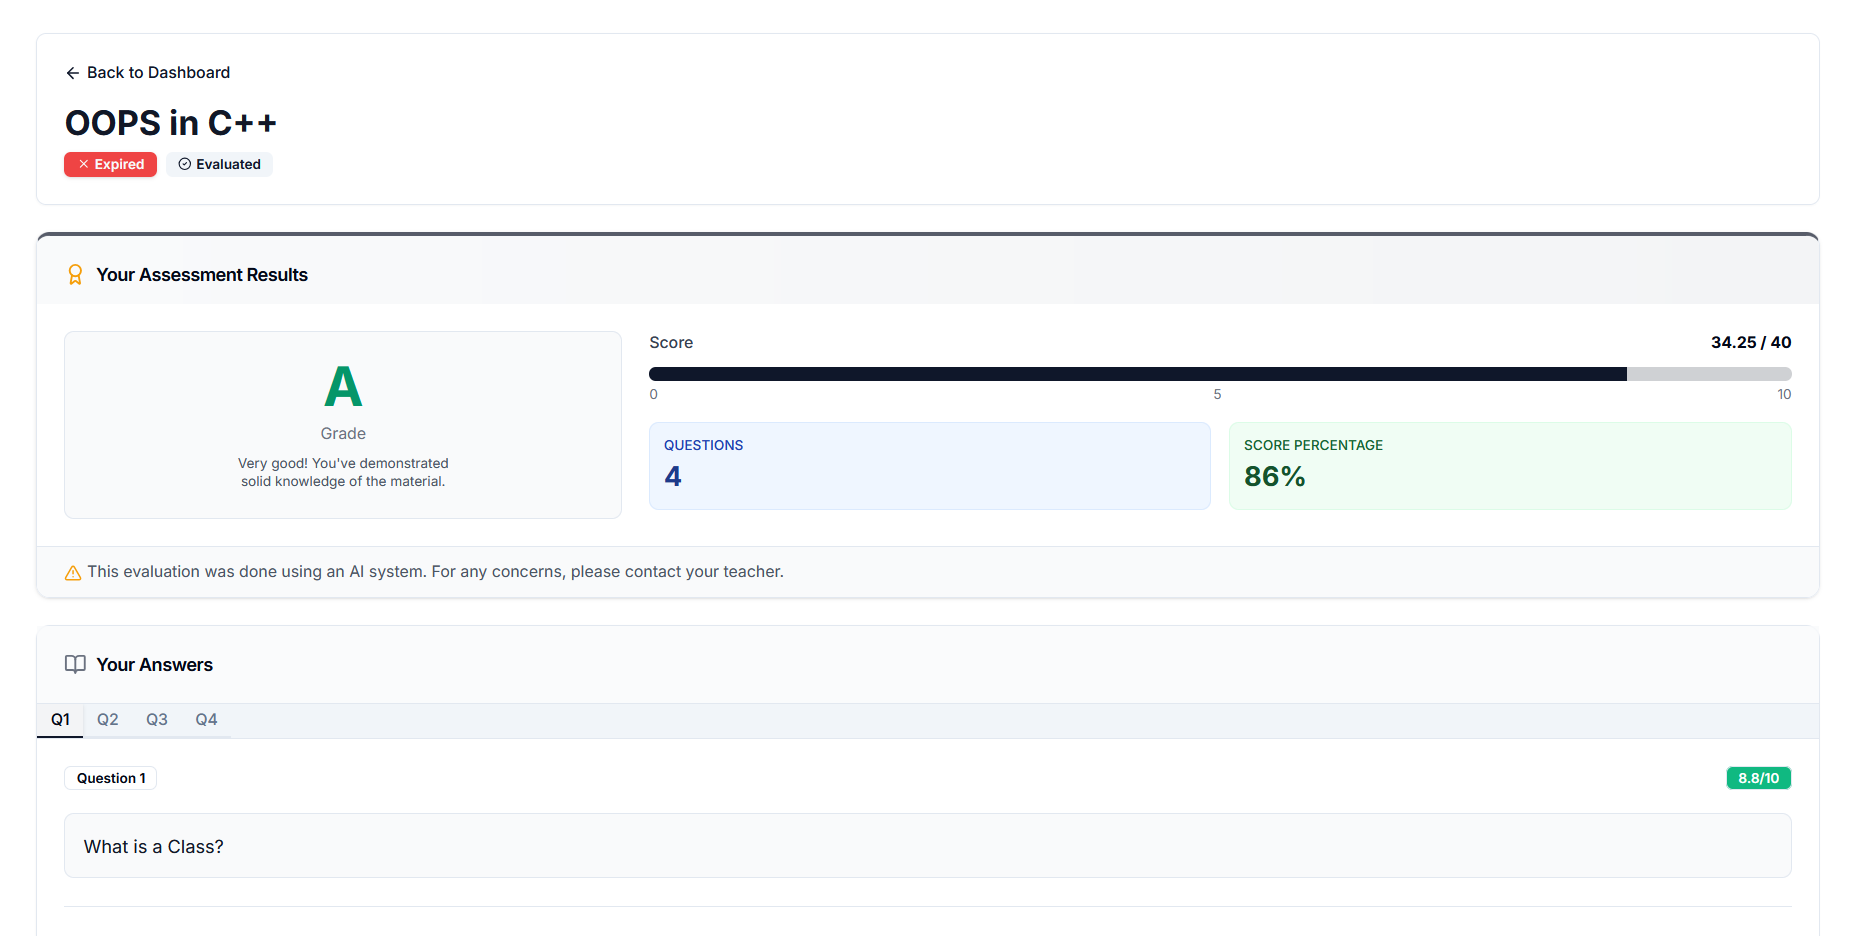 Back to Dashboard
OOPS in C++
Expired
Evaluated
Your Assessment Results
A
Grade
Very good! You've demonstrated
solid knowledge of the material.
Score
34.25 / 40
0
5
10
QUESTIONS
4
SCORE PERCENTAGE
86%
This evaluation was done using an AI system. For any concerns, please contact your teacher.
Your Answers
Q1
Q2
Q3
Q4
Question 1
8.8/10
What is a Class?